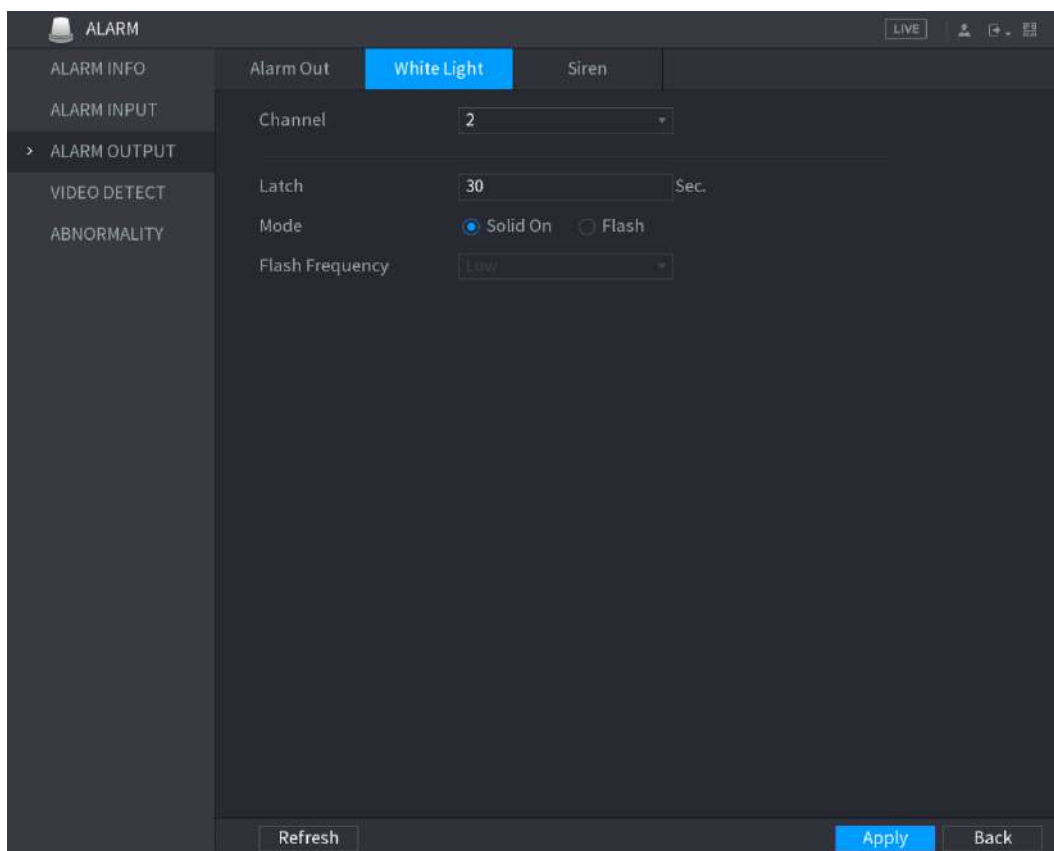 ALARM
LIVE
ALARM INFO
ALARM INPUT
> ALARM OUTPUT
VIDEO DETECT
ABNORMALITY
Alarm Out White Light Siren
Channel 2
Latch 30 Sec.
Mode Solid On Flash
Flash Frequency Low
Refresh Apply Back